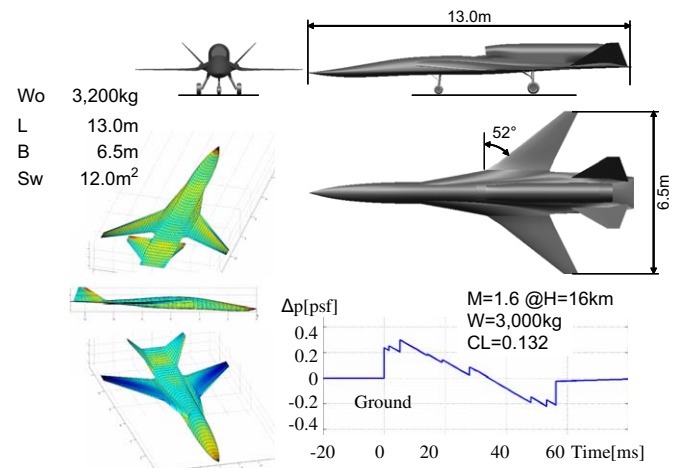 13.0m
Wo 3,200kg
L 13.0m
B 6.5m
Sw 12.0m²
52°
6.5m
Δp[psf]
M=1.6 @H=16km
W=3,000kg
CL=0.132
0.4
0.2
0
-0.2
-0.4
Ground
-20 0 20 40 60 Time[ms]